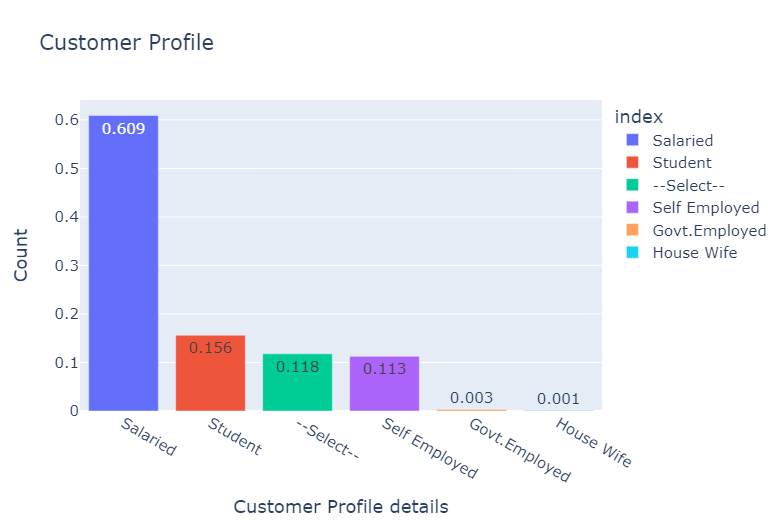 Customer Profile
Count
0.6
0.5
0.4
0.3
0.2
0.1
0
0.609
0.156
0.118
0.113
0.003
0.001
Salaried
Student
--Select--
Self Employed
Govt.Employed
House Wife
Customer Profile details
index
Salaried
Student
--Select--
Self Employed
Govt.Employed
House Wife